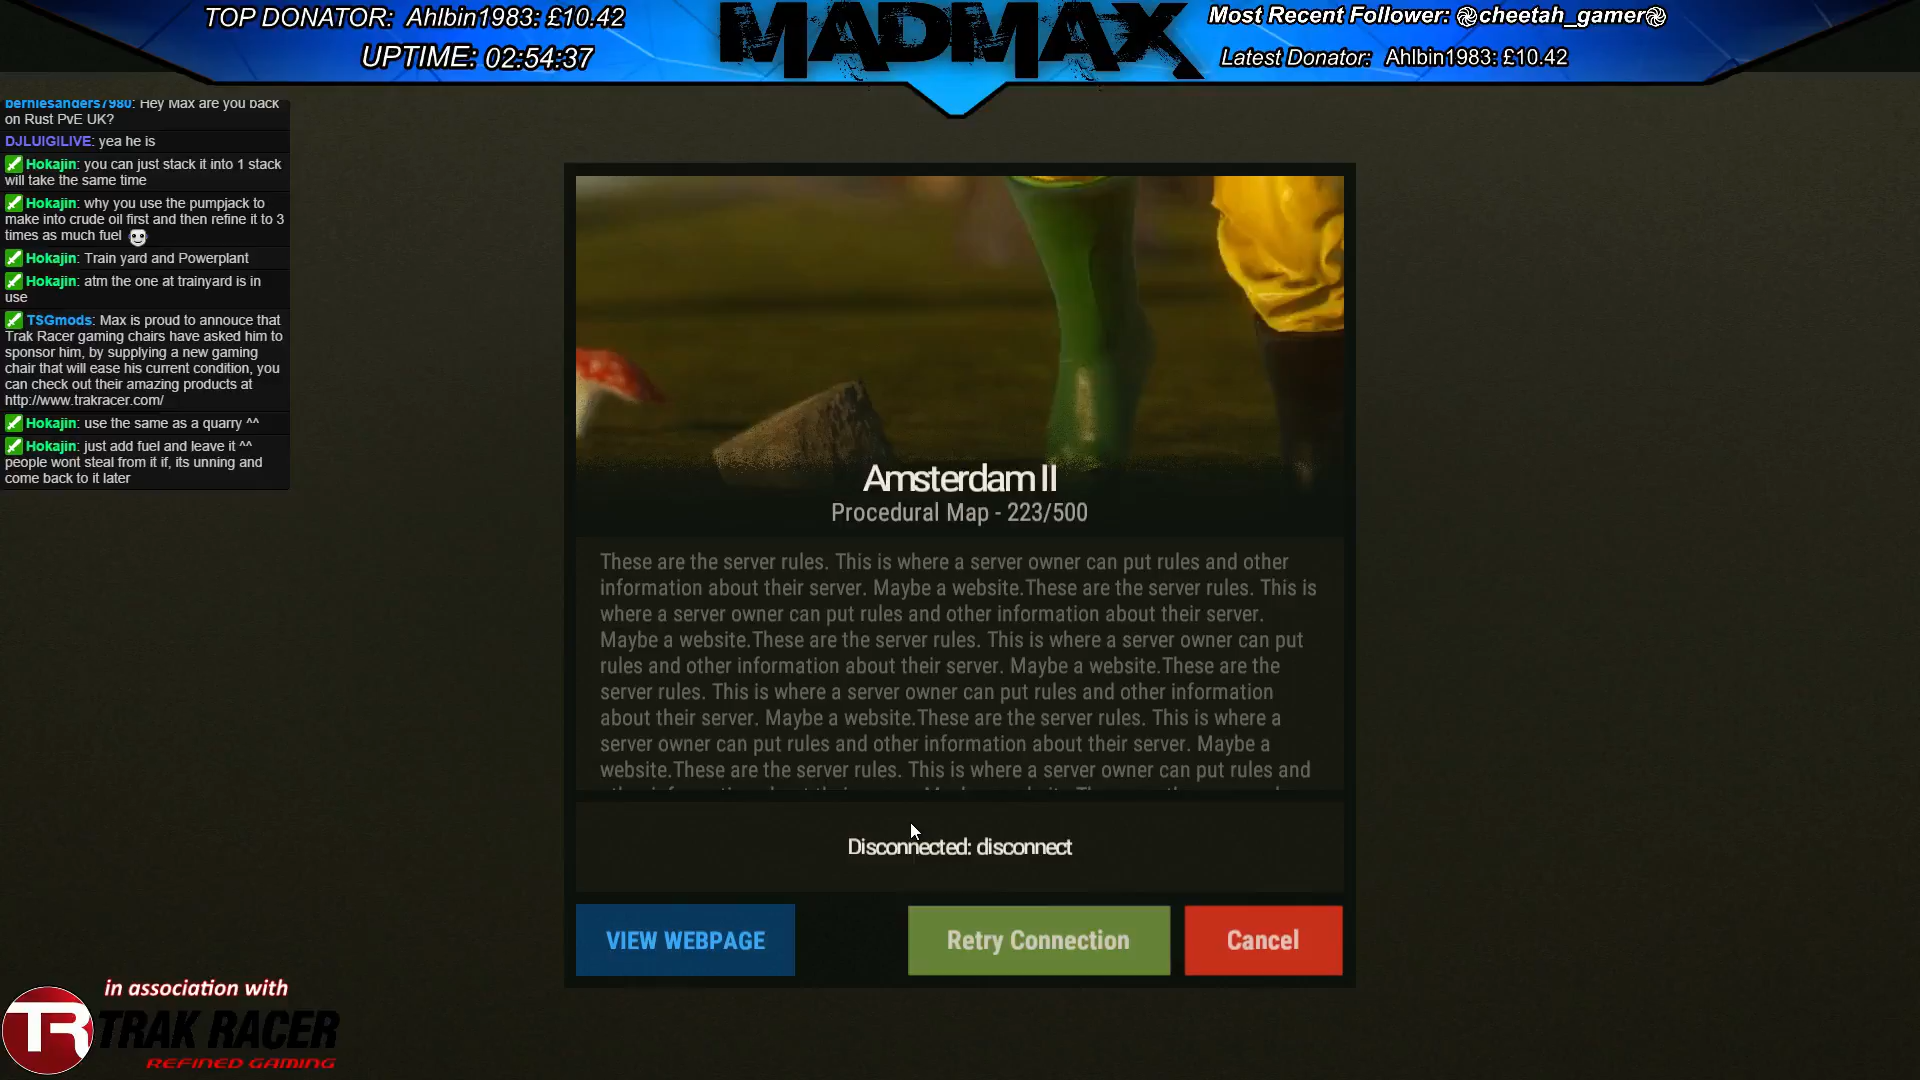 TOP DONATOR: Ahlbin1983: £10.42
UPTIME: 02:54:37
MADMAX
Most Recent Follower: @cheetah_gamer@
Latest Donator: Ahlbin1983: £10.42
berniesanders7980: Hey Max are you back
on Rust PvE UK?
DJLUIGILIVE: yea he is
Hokajin: you can just stack it into 1 stack
will take the same time
Hokajin: why you use the pumpjack to
make into crude oil first and then refine it to 3
times as much fuel
Hokajin: Train yard and Powerplant
Hokajin: atm the one at trainyard is in
use
TSGmods: Max is proud to annouce that
Trak Racer gaming chairs have asked him to
sponsor him, by supplying a new gaming
chair that will ease his current condition, you
can check out their amazing products at
http://www.trakracer.com/
Hokajin: use the same as a quarry ^^
Hokajin: just add fuel and leave it ^^
people wont steal from it if, its unning and
come back to it later
Amsterdam II
Procedural Map - 223/500
These are the server rules. This is where a server owner can put rules and other
information about their server. Maybe a website.These are the server rules. This is
where a server owner can put rules and other information about their server.
Maybe a website.These are the server rules. This is where a server owner can put
rules and other information about their server. Maybe a website.These are the
server rules. This is where a server owner can put rules and other information
about their server. Maybe a website.These are the server rules. This is where a
server owner can put rules and other information about their server. Maybe a
website.These are the server rules. This is where a server owner can put rules and
Disconnected: disconnect
VIEW WEBPAGE
Retry Connection
Cancel
in association with
TR TRAK RACER
REFINED GAMING